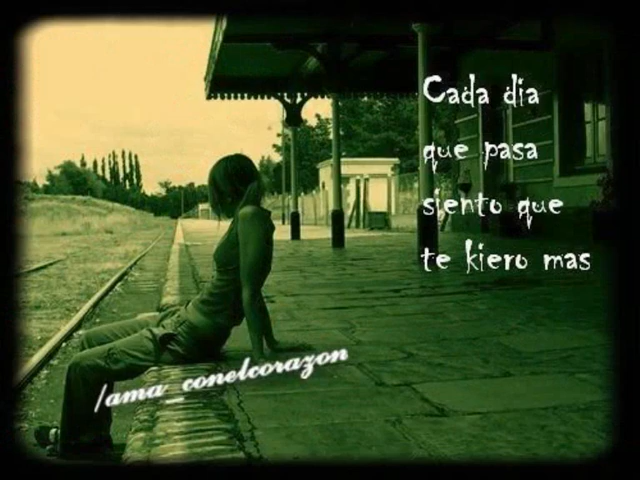 Cada dia
que pasa
siento que
te kiero mas
/ama_conelcorazon